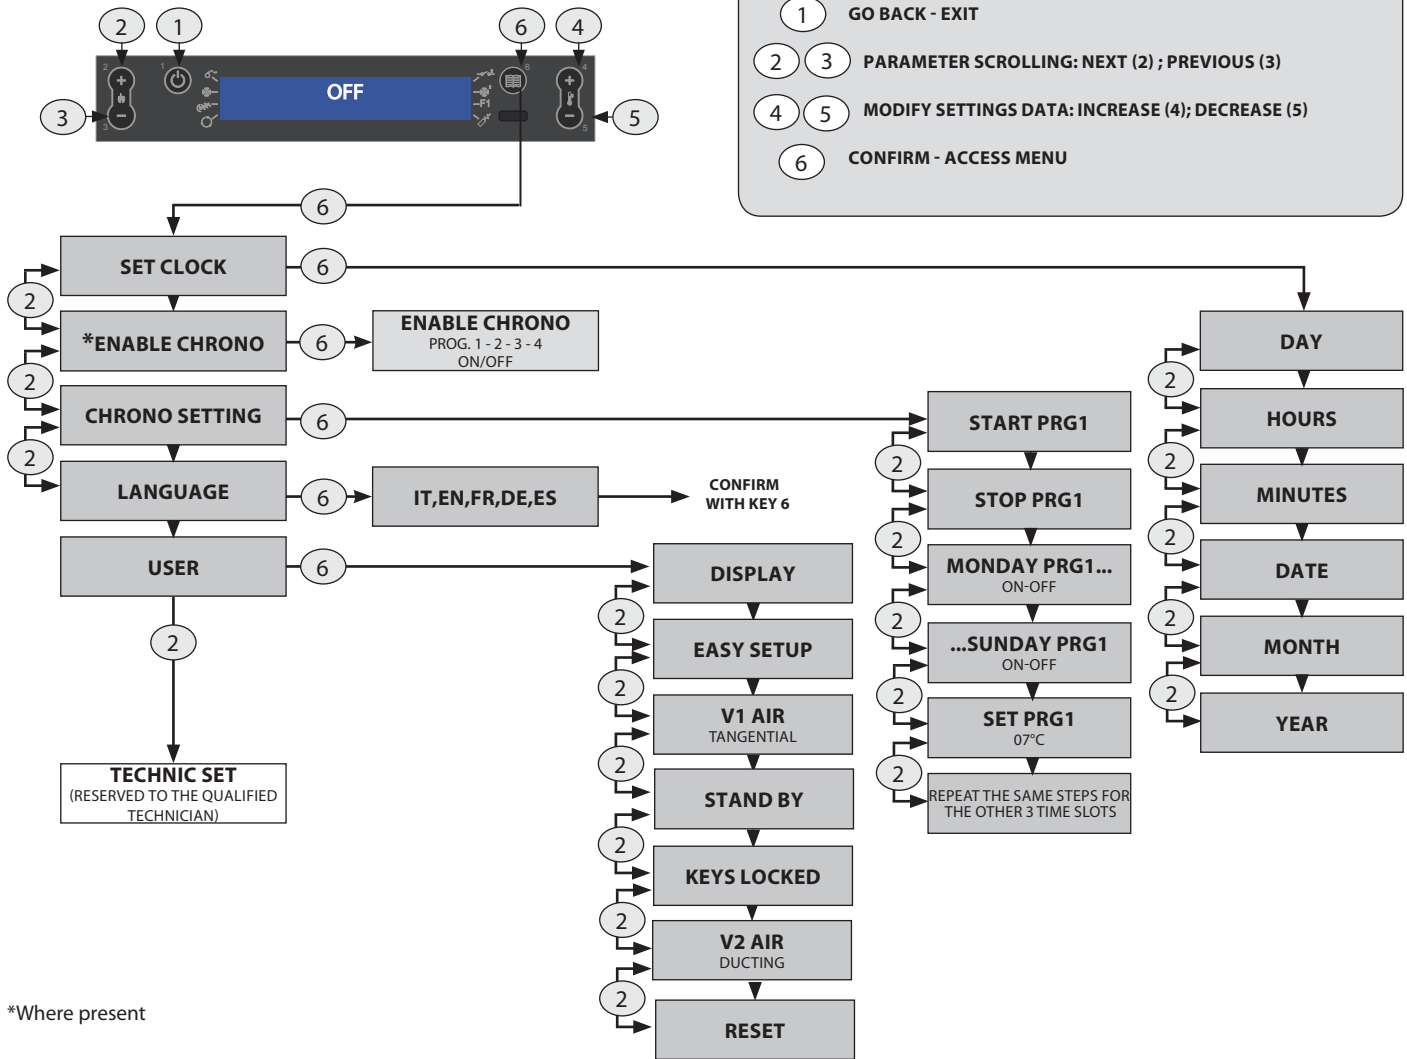 2
1
6
4
1
GO BACK - EXIT
2
3
PARAMETER SCROLLING: NEXT (2) ; PREVIOUS (3)
4
5
MODIFY SETTINGS DATA: INCREASE (4); DECREASE (5)
6
CONFIRM - ACCESS MENU
2
1
6
4
OFF
F1
3
5
3
5
6
SET CLOCK
6
2
*ENABLE CHRONO
6
ENABLE CHRONO
PROG. 1 - 2 - 3 - 4
ON/OFF
2
CHRONO SETTING
6
2
LANGUAGE
6
IT,EN,FR,DE,ES
CONFIRM
WITH KEY 6
USER
6
2
TECHNIC SET
(RESERVED TO THE QUALIFIED
TECHNICIAN)
DISPLAY
2
EASY SETUP
2
V1 AIR
TANGENTIAL
2
STAND BY
2
KEYS LOCKED
2
V2 AIR
DUCTING
2
RESET
START PRG1
2
STOP PRG1
2
MONDAY PRG1...
ON-OFF
2
...SUNDAY PRG1
ON-OFF
2
SET PRG1
07°C
2
REPEAT THE SAME STEPS FOR
THE OTHER 3 TIME SLOTS
DAY
2
HOURS
2
MINUTES
2
DATE
2
MONTH
2
YEAR
*Where present